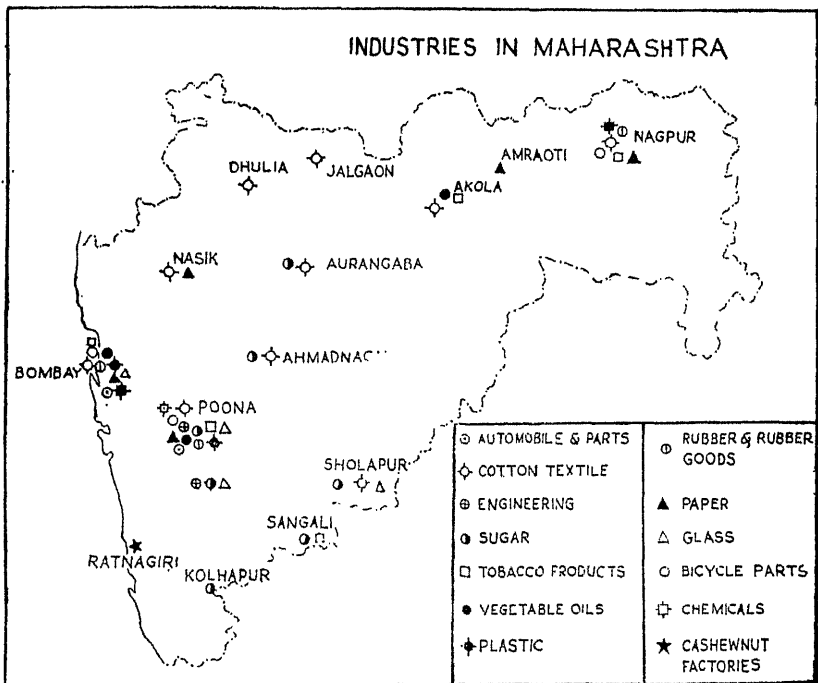 INDUSTRIES IN MAHARASHTRA
NAGPUR
AMRAOTI
DHULIA
JALGAON
AKOLA
NASIK
AURANGABA
AHMADNAG
BOMBAY
POONA
SHOLAPUR
SANGALI
RATNAGIRI
KOLHAPUR
AUTOMOBILE & PARTS
COTTON TEXTILE
ENGINEERING
SUGAR
TOBACCO PRODUCTS
VEGETABLE OILS
PLASTIC
RUBBER & RUBBER
GOODS
PAPER
GLASS
BICYCLE PARTS
CHEMICALS
CASHEWNUT
FACTORIES